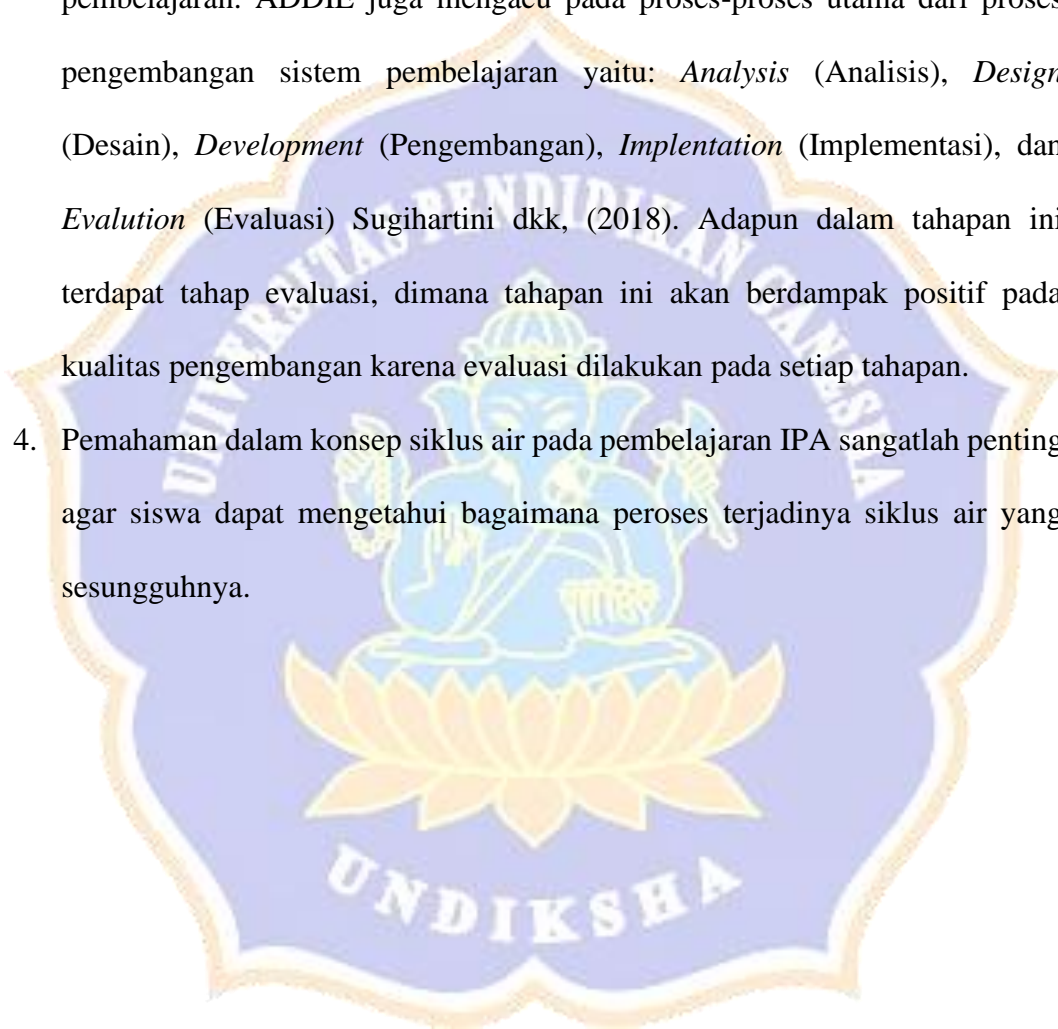 pembelajaran. ADDIE juga mengacu pada proses-proses utama dari proses
pengembangan sistem pembelajaran yaitu: Analysis (Analisis), Design
(Desain), Development (Pengembangan), Implentation (Implementasi), dan
Evalution (Evaluasi) Sugihartini dkk, (2018). Adapun dalam tahapan ini
terdapat tahap evaluasi, dimana tahapan ini akan berdampak positif pada
kualitas pengembangan karena evaluasi dilakukan pada setiap tahapan.
4. Pemahaman dalam konsep siklus air pada pembelajaran IPA sangatlah penting
agar siswa dapat mengetahui bagaimana peroses terjadinya siklus air yang
sesungguhnya.
UNIVERSITAS PENDIDIKAN GANESHA
UNDIKSHA